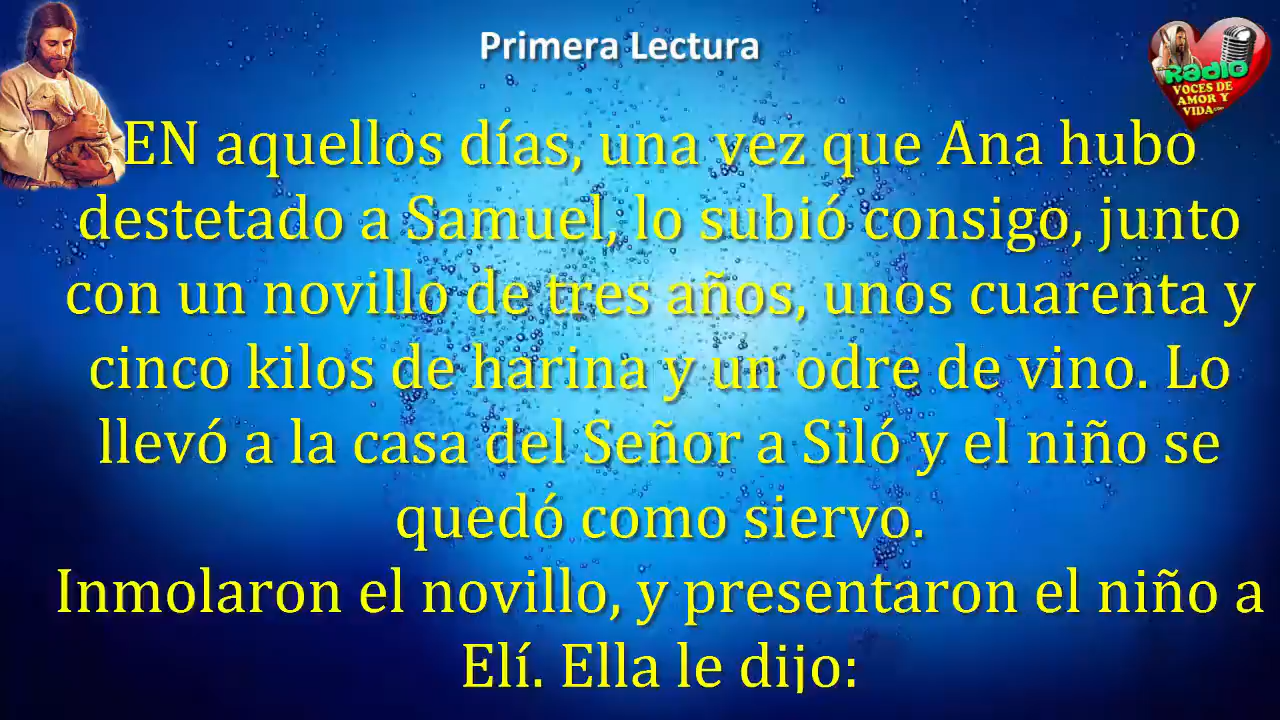 Primera Lectura
Radio
VOCES DE
AMOR Y
VIDA
EN aquellos días, una vez que Ana hubo
destetado a Samuel, lo subió consigo, junto
con un novillo de tres años, unos cuarenta y
cinco kilos de harina y un odre de vino. Lo
llevó a la casa del Señor a Siló y el niño se
quedó como siervo.
Inmolaron el novillo, y presentaron el niño a
Elí. Ella le dijo: